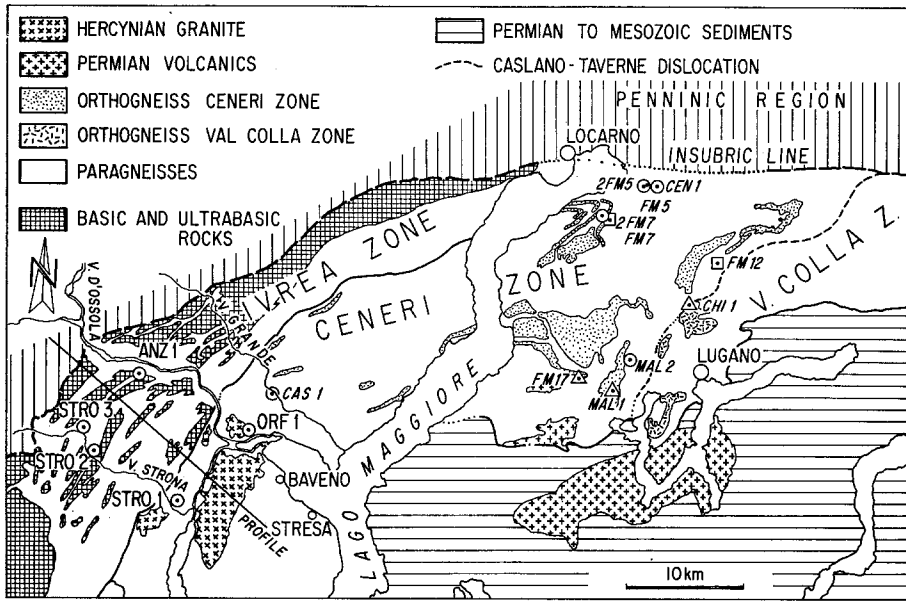 HERCYNIAN GRANITE
PERMIAN VOLCANICS
ORTHOGNEISS CENERI ZONE
ORTHOGNEISS VAL COLLA ZONE
PARAGNEISSES
BASIC AND ULTRABASIC
ROCKS
PERMIAN TO MESOZOIC SEDIMENTS
CASLANO-TAVERNE DISLOCATION
PENNINIC REGION
LOCARNO
INSUBRIC LINE
2FM5
CEN 1
FM 5
2FM7
FM7
FM 12
N
V. D'OSSOLA
IVREA ZONE
V. GRANDE
CENERI ZONE
V. COLLA Z.
CHI 1
ANZ 1
MAL 2
LUGANO
FM17
MAL 1
CAS 1
STRO 3
ORF 1
STRO 2
V. STRONA
BAVENO
STRO 1
STRESA
PROFILE
LAGO MAGGIORE
10 km